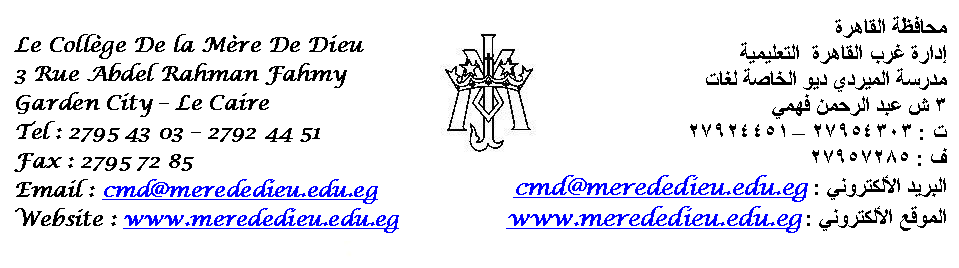 Le Collège De la Mère De Dieu
3 Rue Abdel Rahman Fahmy
Garden City – Le Caire
Tel : 2795 43 03 – 2792 44 51
Fax : 2795 72 85
Email : cmd@merededieu.edu.eg
Website : www.merededieu.edu.eg
محافظة القاهرة
إدارة غرب القاهرة التعليمية
مدرسة الميردي ديو الخاصة لغات
٣ ش عبد الرحمن فهمي
ت : ٢٧٩٥٤٣٠٣ – ٢٧٩٢٤٤٥١
ف : ٢٧٩٥٧٢٨٥
البريد الألكتروني : cmd@merededieu.edu.eg
الموقع الألكتروني : www.merededieu.edu.eg